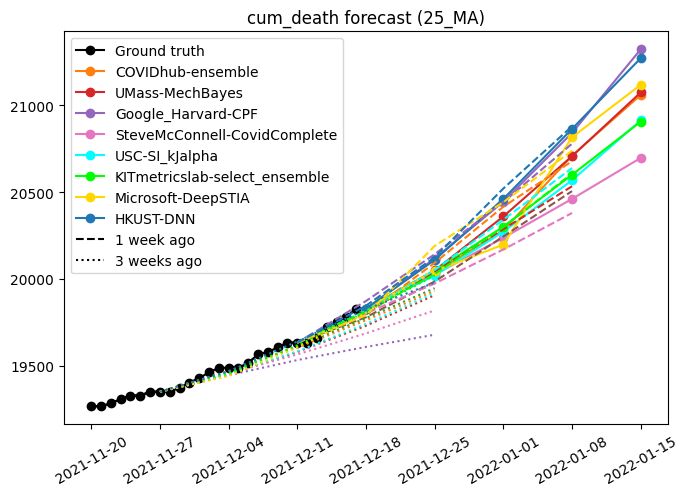 cum_death forecast (25_MA)
Ground truth
COVIDhub-ensemble
UMass-MechBayes
Google_Harvard-CPF
SteveMcConnell-CovidComplete
USC-SI_kJalpha
KITmetricslab-select_ensemble
Microsoft-DeepSTIA
HKUST-DNN
1 week ago
3 weeks ago
21000
20500
20000
19500
2021-11-20
2021-11-27
2021-12-04
2021-12-11
2021-12-18
2021-12-25
2022-01-01
2022-01-08
2022-01-15